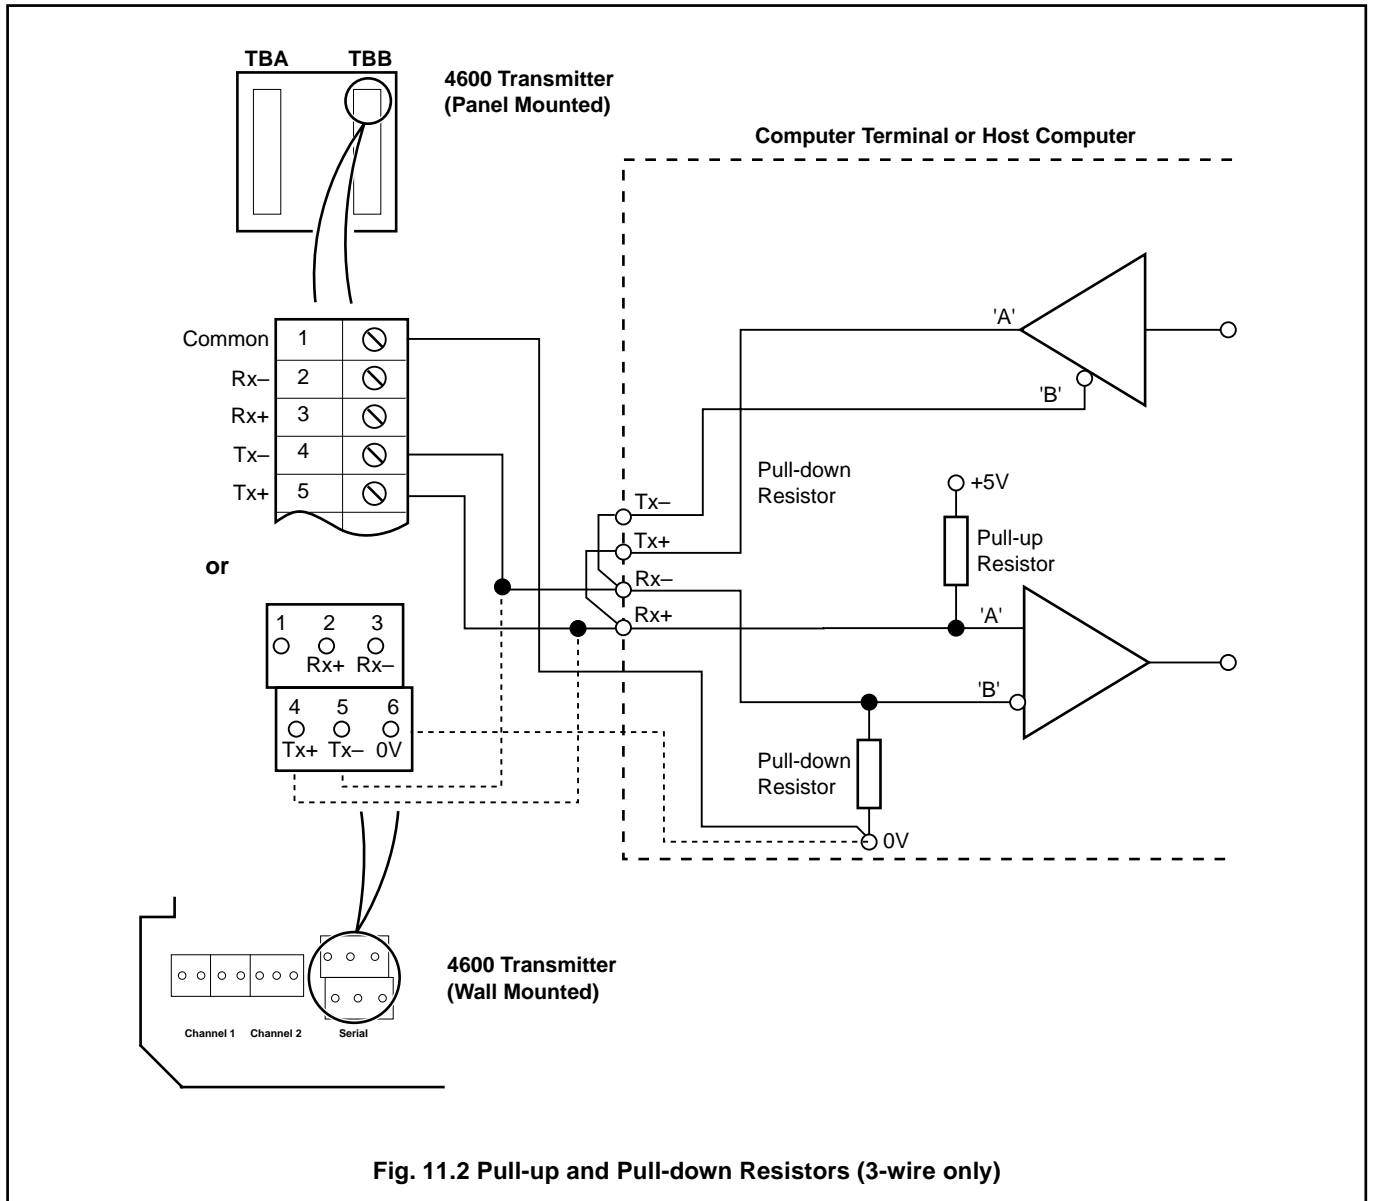 TBA TBB
4600 Transmitter
(Panel Mounted)
Computer Terminal or Host Computer
Common 1
Rx– 2
Rx+ 3
Tx– 4
Tx+ 5
or
1 2 3
Rx+ Rx–
4 5 6
Tx+ Tx– 0V
'A'
'B'
Pull-down
Resistor
Tx–
Tx+
Rx–
Rx+
+5V
Pull-up
Resistor
'A'
'B'
Pull-down
Resistor
0V
4600 Transmitter
(Wall Mounted)
Channel 1 Channel 2 Serial
Fig. 11.2 Pull-up and Pull-down Resistors (3-wire only)